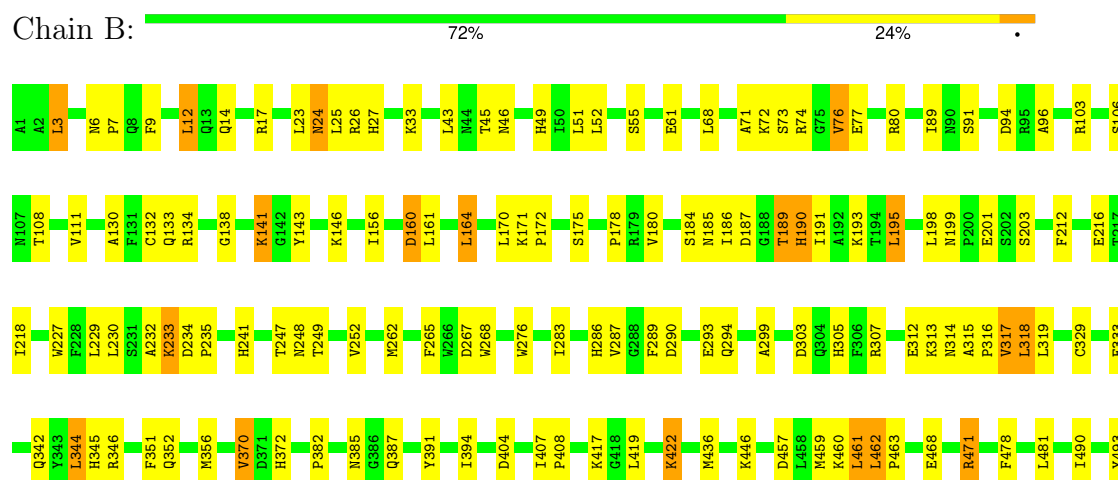 Chain B:
72% 24% •
A1 A2 L3 N6 P7 Q8 F9 L12 Q13 Q14 R17 L23 N24 L25 R26 H27 K33 L43 N44 T45 N46 H49 I50 L51 L52 S55 E61 L68 A71 K72 S73 R74 G75 V76 E77 R80 I89 N90 S91 D94 R95 A96 R103 S106
N107 T108 V111 A130 F131 C132 Q133 R134 G138 K141 G142 Y143 K146 I156 D160 L161 L164 L170 K171 P172 S175 P178 R179 V180 S184 N185 I186 D187 G188 T189 H190 I191 A192 K193 T194 L195 L198 N199 P200 E201 S202 S203 F212 E216 T217
I218 W227 F228 L229 L230 S231 A232 K233 D234 P235 H241 T247 N248 T249 V252 M262 F265 W266 D267 W268 W276 I283 H286 V287 G288 F289 D290 E293 Q294 A299 D303 Q304 H305 F306 R307 E312 K313 N314 A315 P316 V317 L318 L319 C329
Q342 Y343 L344 H345 R346 F351 Q352 M356 V370 D371 H372 P382 N385 G386 Q387 Y391 I394 D404 I407 P408 K417 G418 L419 K422 M436 K446 D457 L458 M459 K460 L461 L462 P463 E468 R471 F478 L481 I490